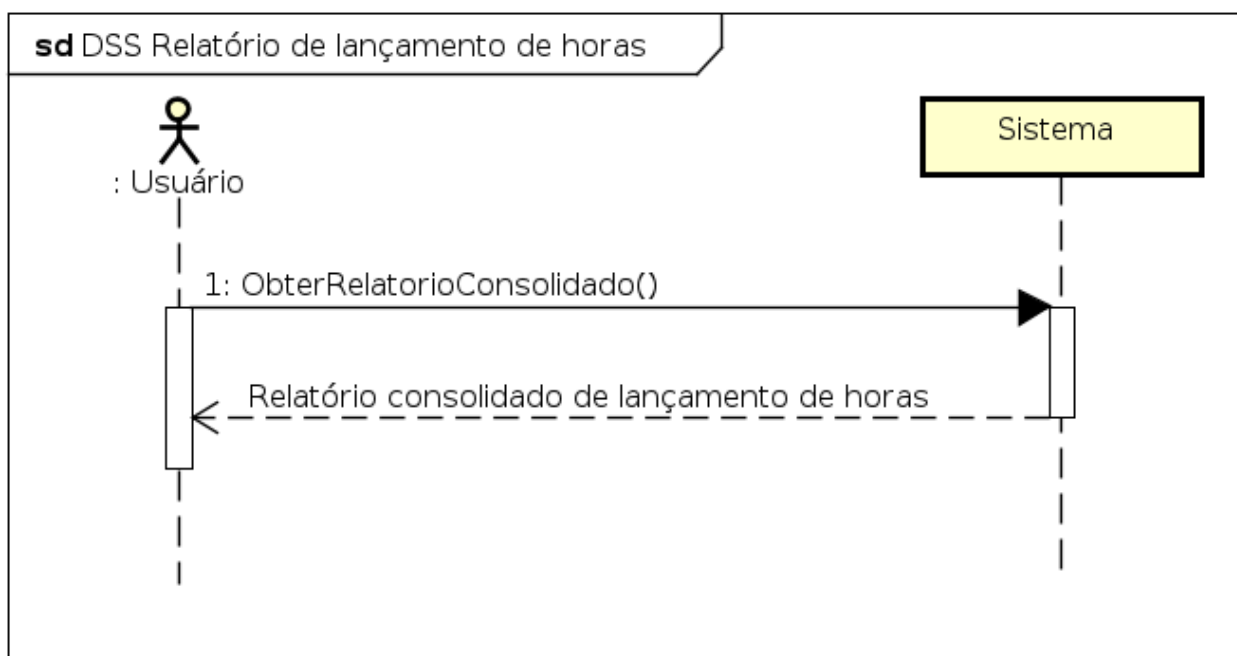 sd DSS Relatório de lançamento de horas
Sistema
: Usuário
1: ObterRelatorioConsolidado()
Relatório consolidado de lançamento de horas